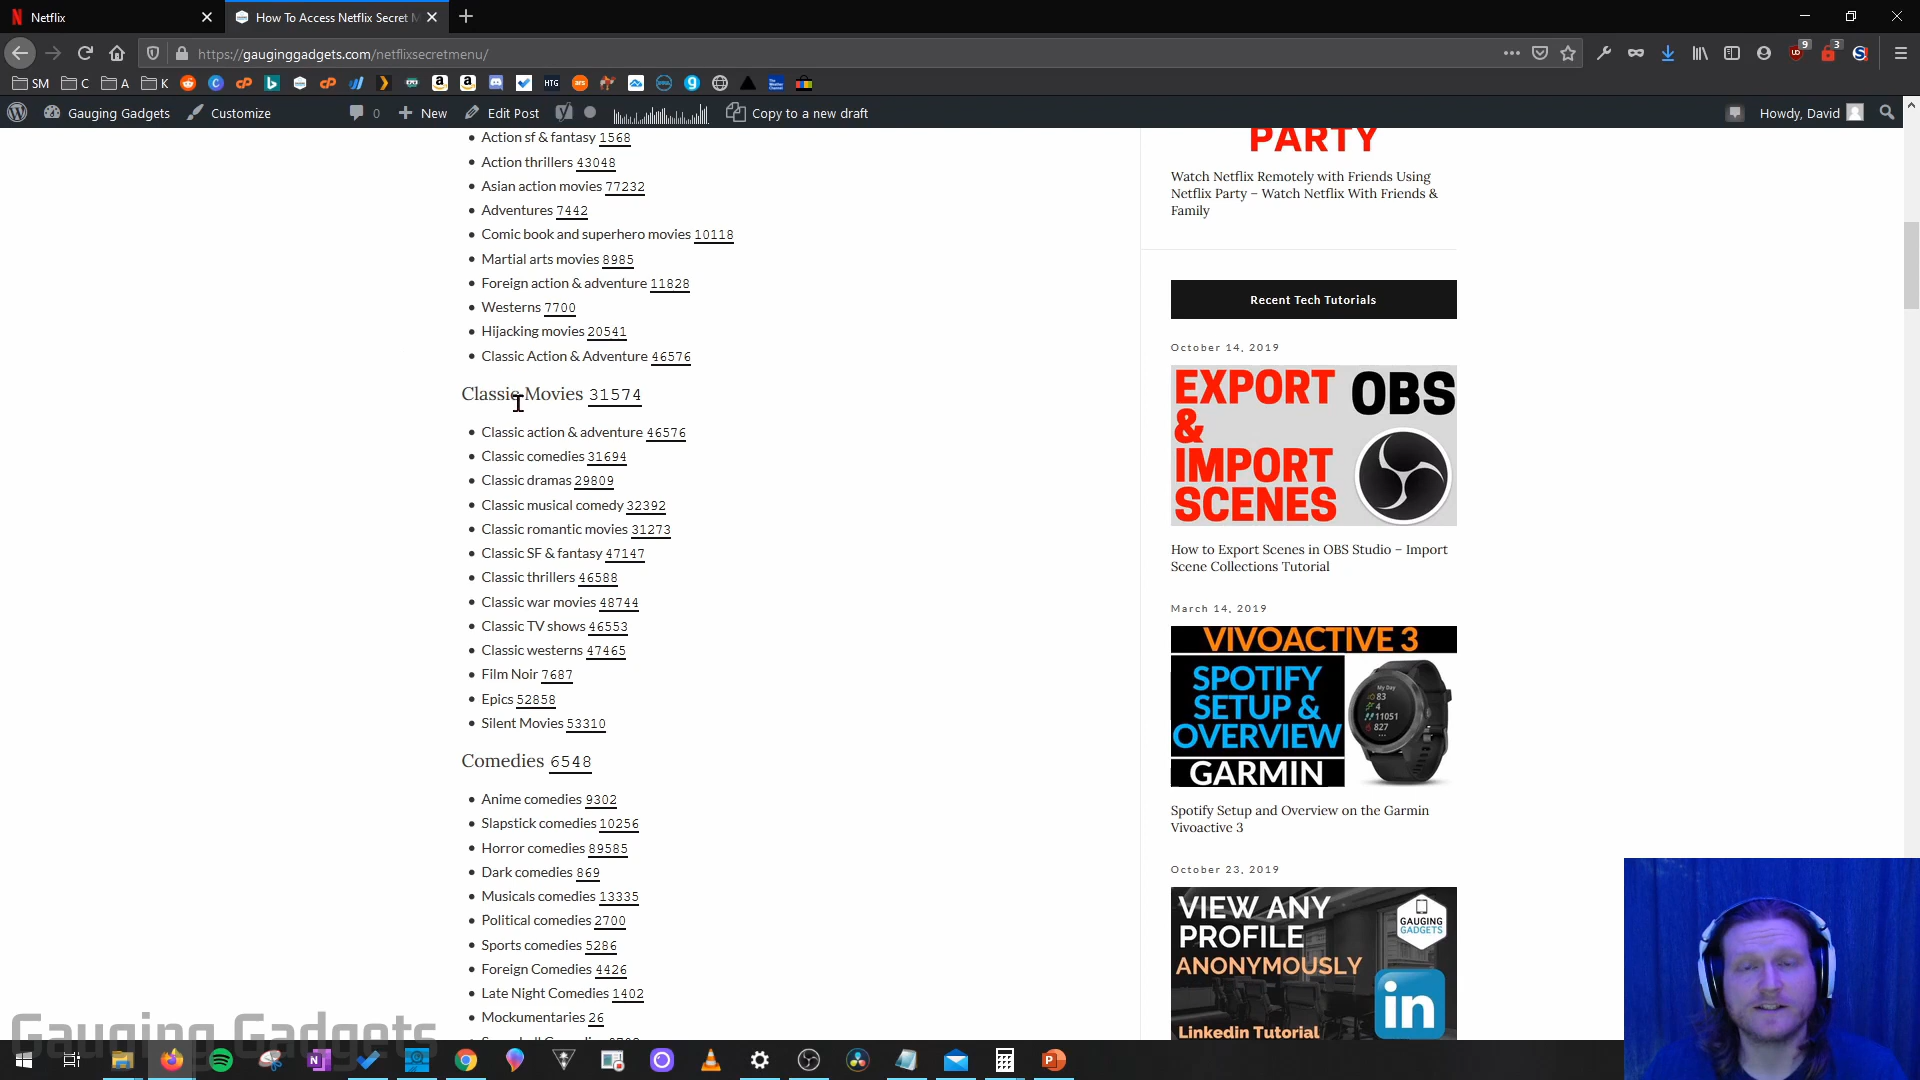 Netflix
How To Access Netflix Secret M
https://gauginggadgets.com/netflixsecretmenu/
9
3
SM C A K
Gauging Gadgets Customize 0 New Edit Post Copy to a new draft Howdy, David
Action sf & fantasy 1568
Action thrillers 43048
Asian action movies 77232
Adventures 7442
Comic book and superhero movies 10118
Martial arts movies 8985
Foreign action & adventure 11828
Westerns 7700
Hijacking movies 20541
Classic Action & Adventure 46576
Classic Movies 31574
Classic action & adventure 46576
Classic comedies 31694
Classic dramas 29809
Classic musical comedy 32392
Classic romantic movies 31273
Classic SF & fantasy 47147
Classic thrillers 46588
Classic war movies 48744
Classic TV shows 46553
Classic westerns 47465
Film Noir 7687
Epics 52858
Silent Movies 53310
Comedies 6548
Anime comedies 9302
Slapstick comedies 10256
Horror comedies 89585
Dark comedies 869
Musicals comedies 13335
Political comedies 2700
Sports comedies 5286
Foreign Comedies 4426
Late Night Comedies 1402
Mockumentaries 26
PARTY
Watch Netflix Remotely with Friends Using
Netflix Party – Watch Netflix With Friends &
Family
Recent Tech Tutorials
October 14, 2019
EXPORT OBS
&
IMPORT
SCENES
How to Export Scenes in OBS Studio – Import
Scene Collections Tutorial
March 14, 2019
VIVOACTIVE 3
SPOTIFY
SETUP &
OVERVIEW
GARMIN
My Day
83
4
11051
827
Spotify Setup and Overview on the Garmin
Vivoactive 3
October 23, 2019
VIEW ANY
PROFILE
ANONYMOUSLY
GAUGING
GADGETS
in
Linkedin Tutorial
Gauging Gadgets